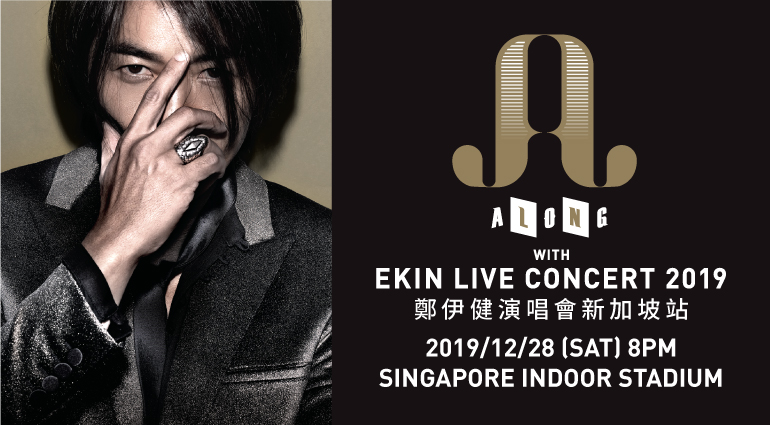 A
ALONG
WITH
EKIN LIVE CONCERT 2019
鄭伊健演唱會新加坡站
2019/12/28 (SAT) 8PM
SINGAPORE INDOOR STADIUM